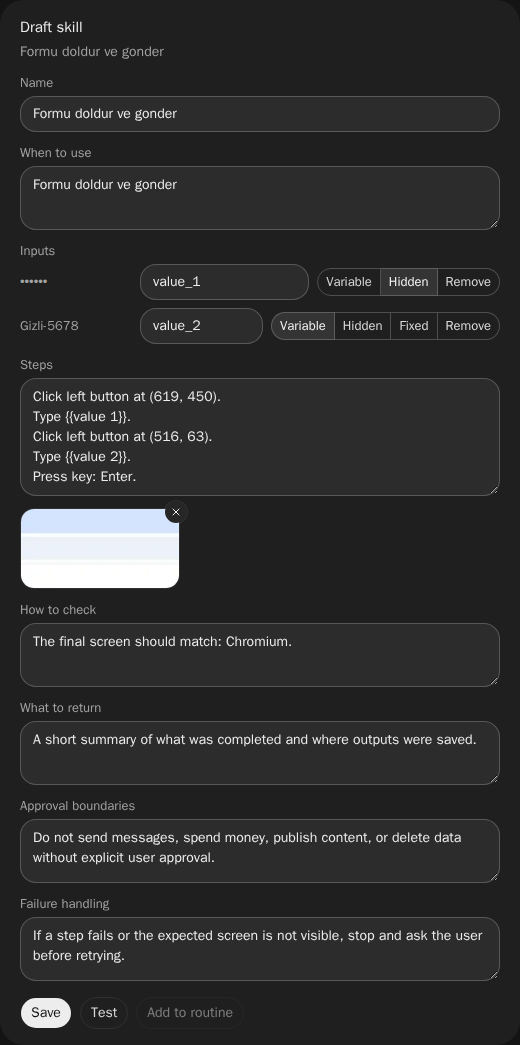 Draft skill
Formu doldur ve gonder
Name
Formu doldur ve gonder
When to use
Formu doldur ve gonder
Inputs
•••••• value_1 Variable Hidden Remove
Gizli-5678 value_2 Variable Hidden Fixed Remove
Steps
Click left button at (619, 450).
Type {{value 1}}.
Click left button at (516, 63).
Type {{value 2}}.
Press key: Enter.
How to check
The final screen should match: Chromium.
What to return
A short summary of what was completed and where outputs were saved.
Approval boundaries
Do not send messages, spend money, publish content, or delete data
without explicit user approval.
Failure handling
If a step fails or the expected screen is not visible, stop and ask the user
before retrying.
Save Test Add to routine